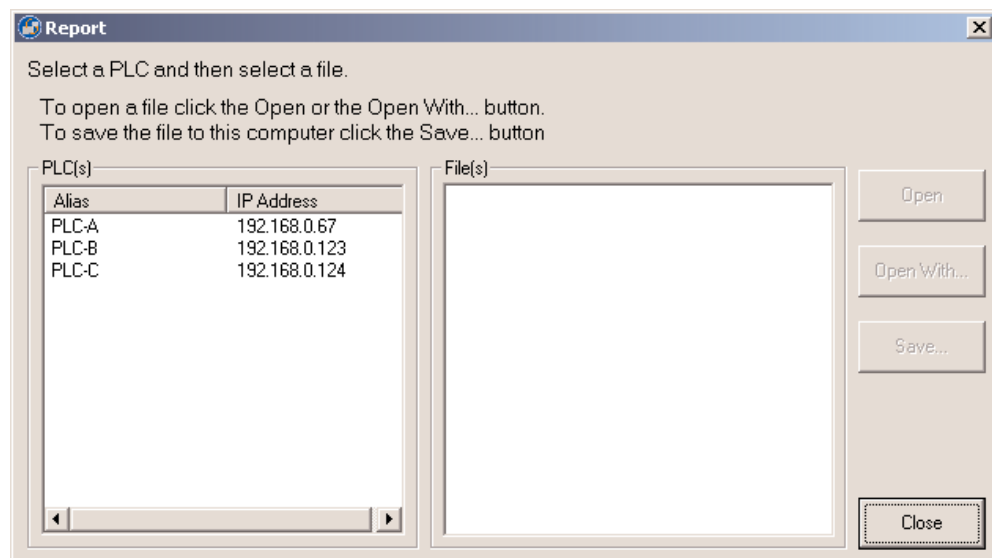 Report
Select a PLC and then select a file.
To open a file click the Open or the Open With... button.
To save the file to this computer click the Save... button
PLC(s)
Alias IP Address
PLC-A 192.168.0.67
PLC-B 192.168.0.123
PLC-C 192.168.0.124
File(s)
Open
Open With...
Save...
Close